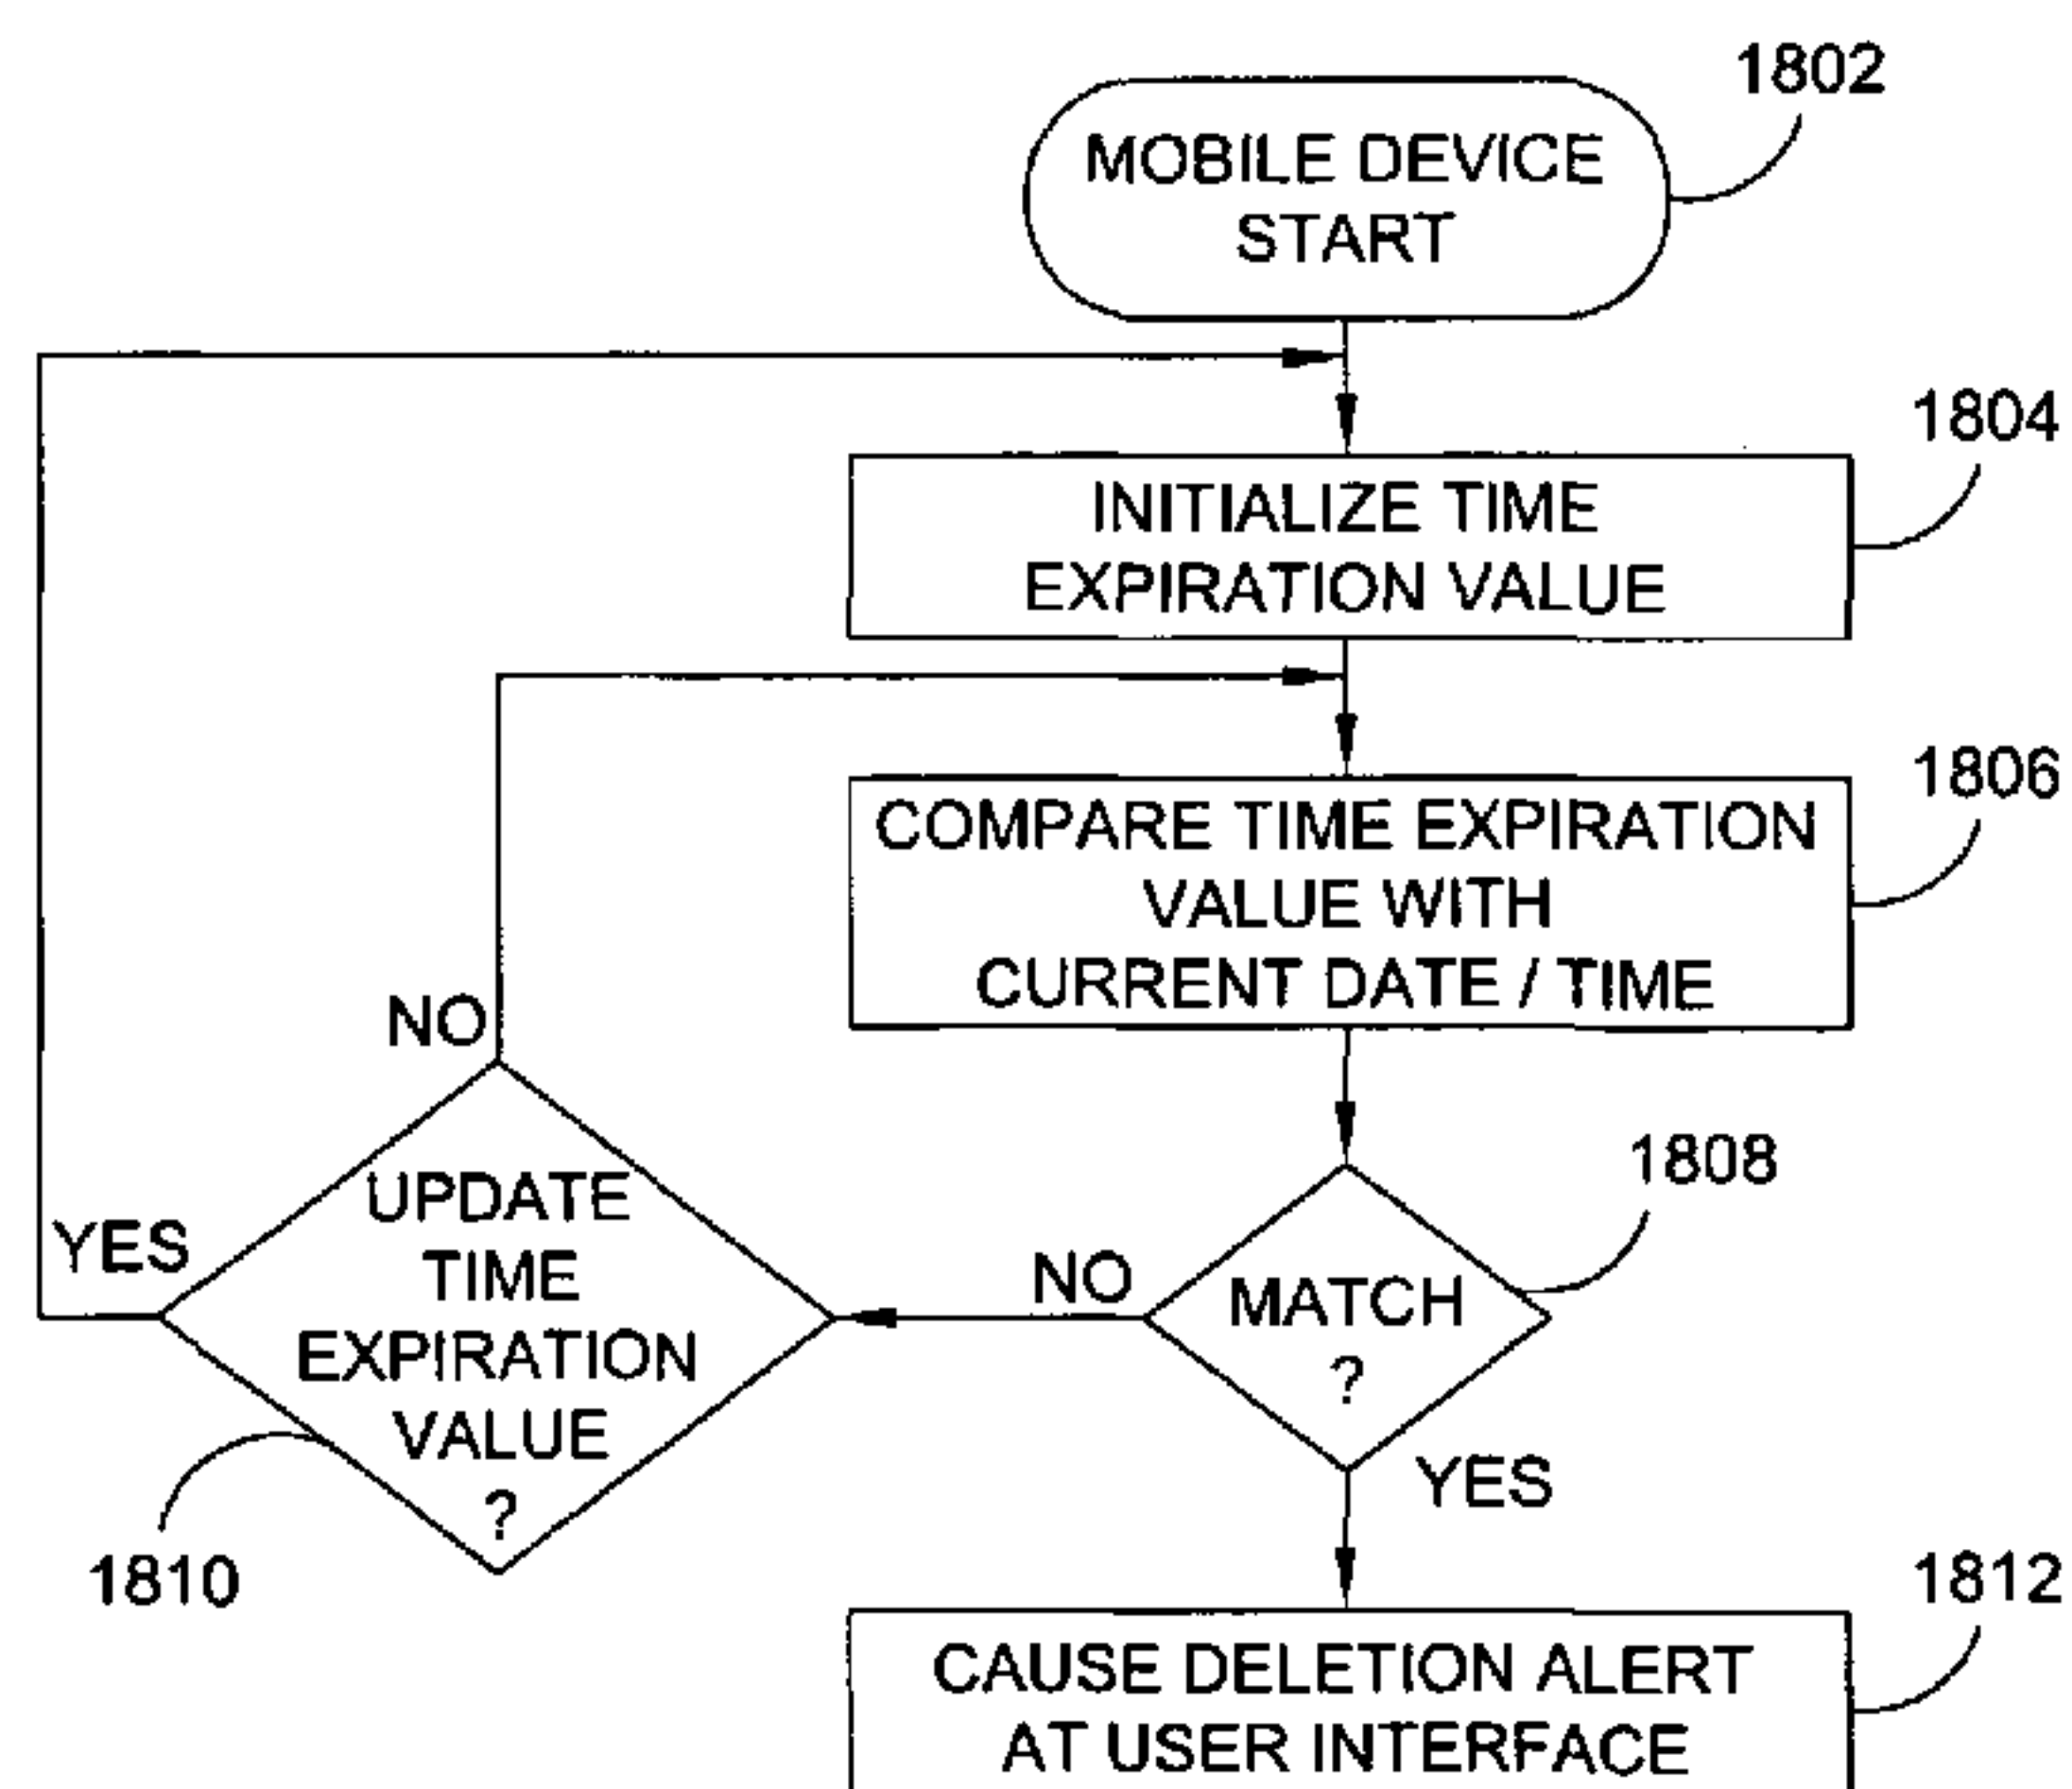 1802
MOBILE DEVICE
START
1804
INITIALIZE TIME
EXPIRATION VALUE
1806
COMPARE TIME EXPIRATION
VALUE WITH
CURRENT DATE / TIME
NO
1808
UPDATE
TIME
EXPIRATION
VALUE
?
YES
NO
MATCH
?
YES
1810
1812
CAUSE DELETION ALERT
AT USER INTERFACE